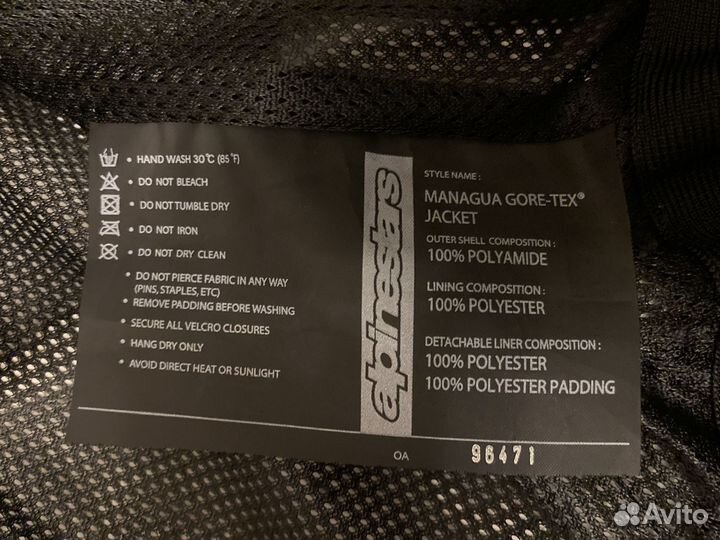 • HAND WASH 30°C (85°F)
• DO NOT BLEACH
• DO NOT TUMBLE DRY
• DO NOT IRON
• DO NOT DRY CLEAN
• DO NOT PIERCE FABRIC IN ANY WAY
(PINS, STAPLES, ETC)
• REMOVE PADDING BEFORE WASHING
• SECURE ALL VELCRO CLOSURES
• HANG DRY ONLY
• AVOID DIRECT HEAT OR SUNLIGHT
alpinestars
STYLE NAME :
MANAGUA GORE-TEX®
JACKET
OUTER SHELL COMPOSITION :
100% POLYAMIDE
LINING COMPOSITION :
100% POLYESTER
DETACHABLE LINER COMPOSITION :
100% POLYESTER
100% POLYESTER PADDING
OA 96471
Avito